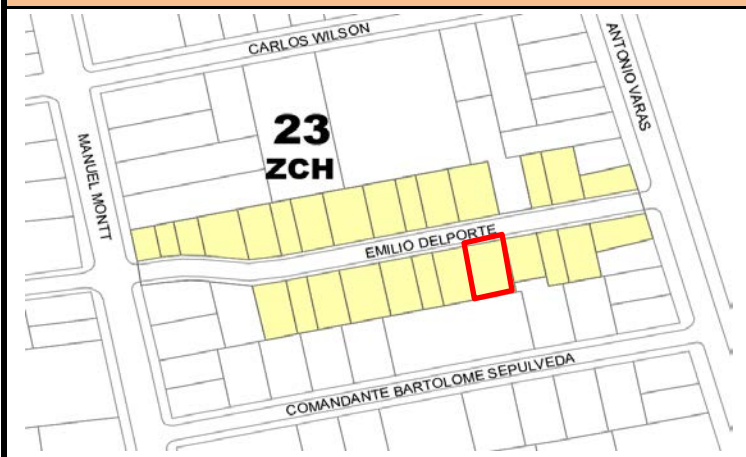 CARLOS WILSON
ANTONIO VARAS
23
ZCH
MANUEL MONTT
EMILIO DELPORTE
COMANDANTE BARTOLOME SEPULVEDA